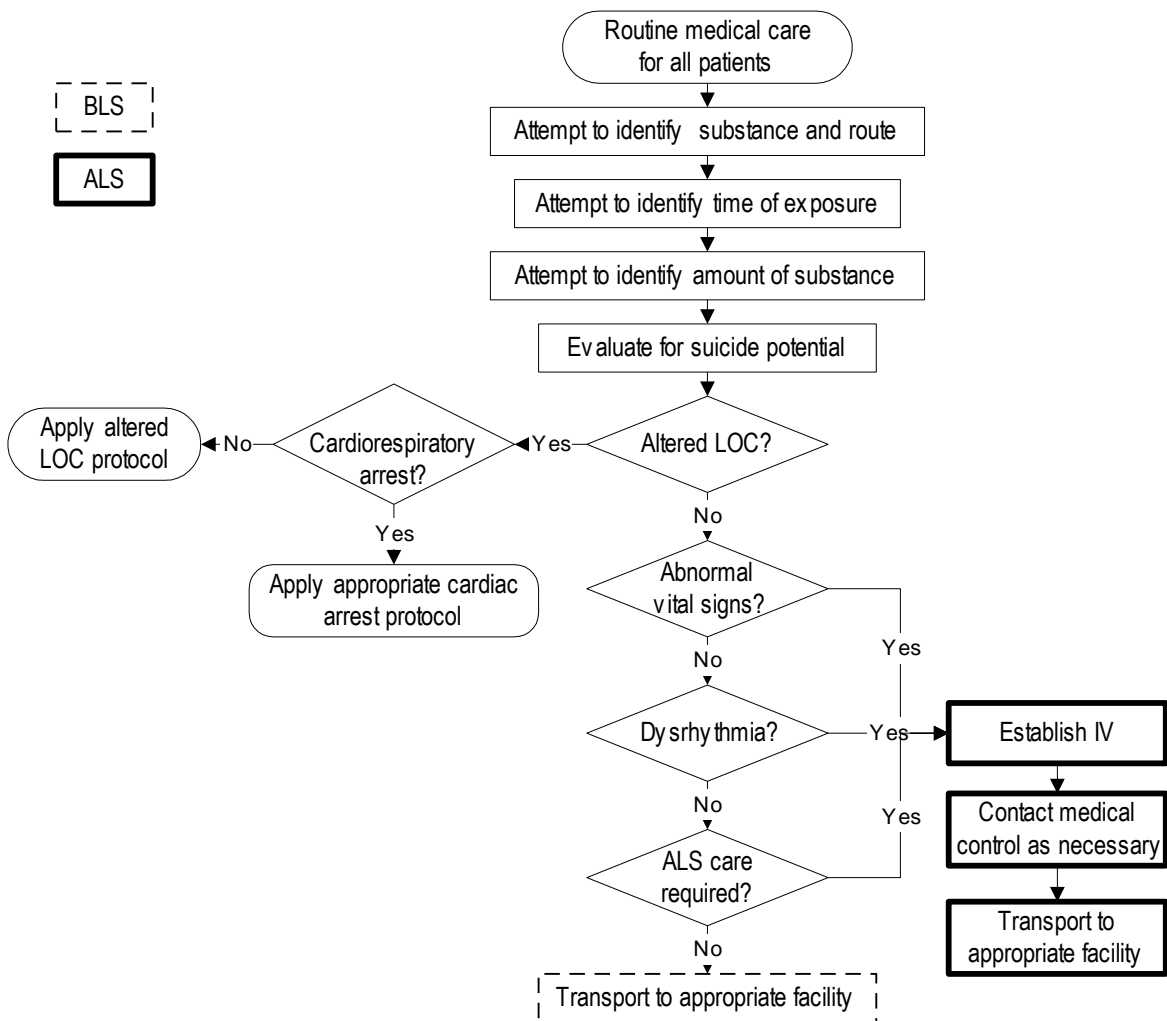 Routine medical care
for all patients
BLS
ALS
Attempt to identify substance and route
Attempt to identify time of exposure
Attempt to identify amount of substance
Evaluate for suicide potential
Apply altered
LOC protocol
No
Cardiorespiratory
arrest?
Yes
Altered LOC?
Yes
No
Apply appropriate cardiac
arrest protocol
Abnormal
vital signs?
Yes
No
Dysrhythmia?
Yes
Establish IV
No
Yes
Contact medical
control as necessary
ALS care
required?
Transport to
appropriate facility
No
Transport to appropriate facility